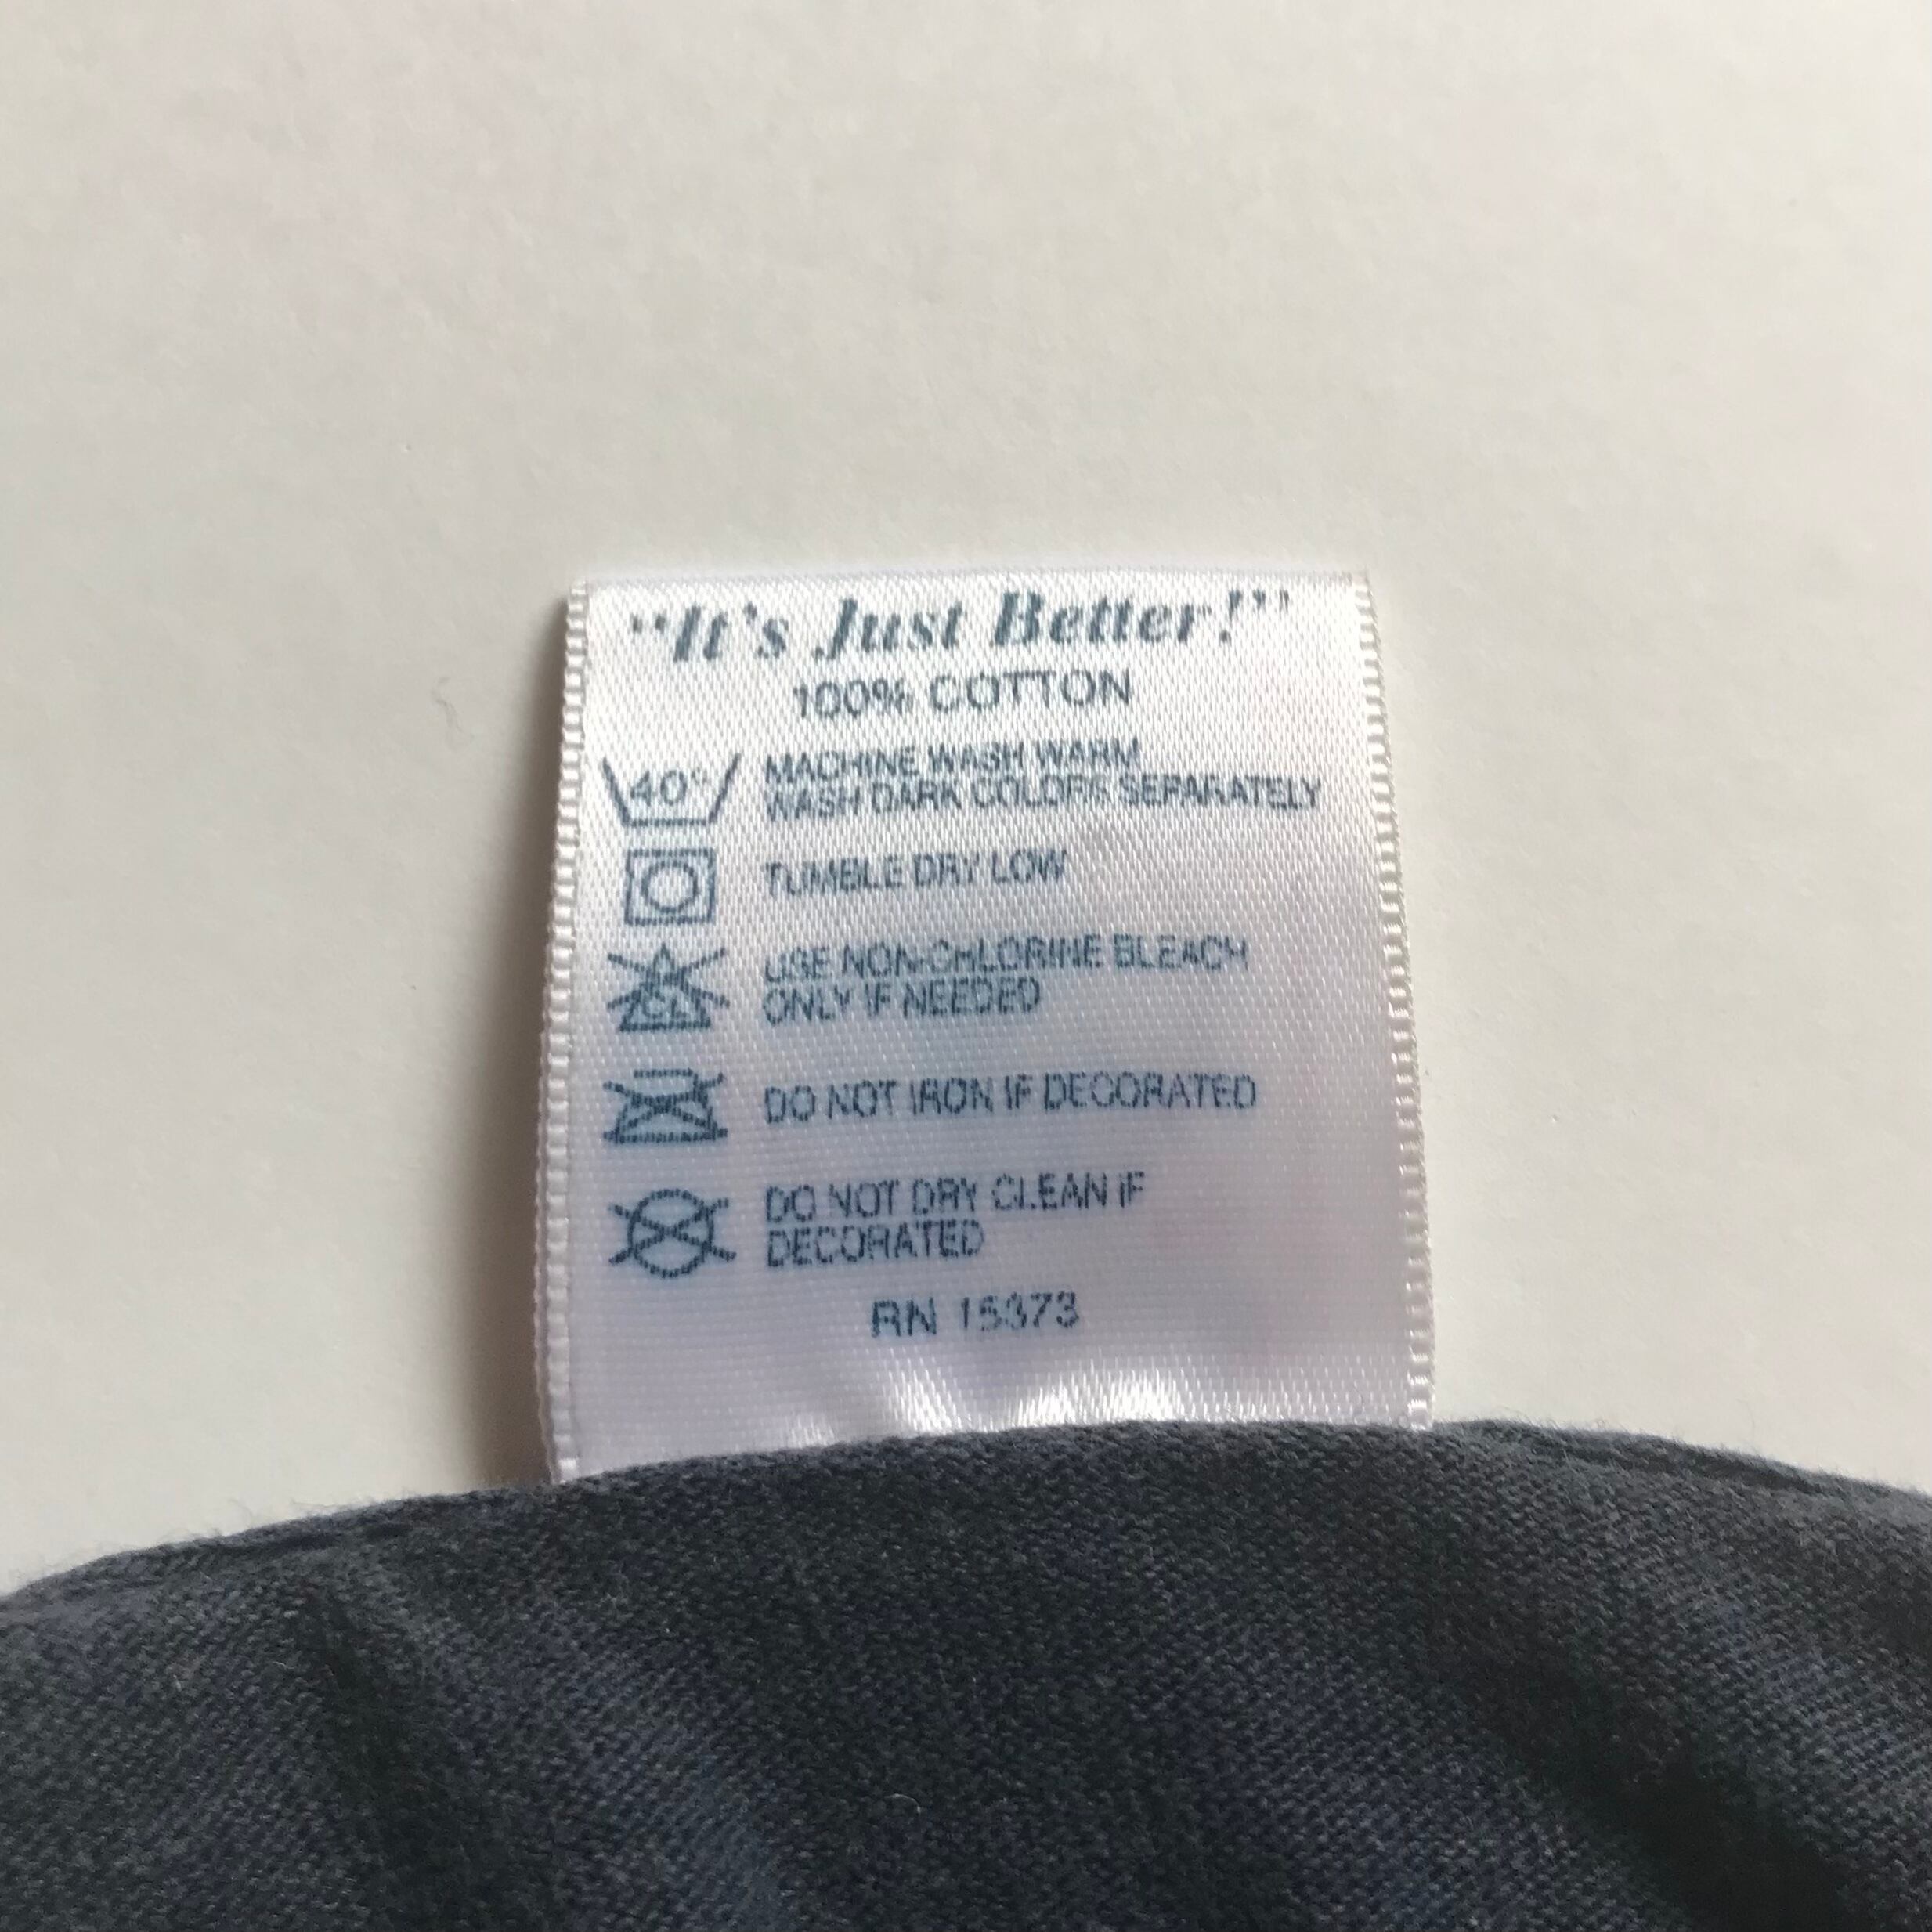 “It's Just Better!”
100% COTTON
40° MACHINE WASH WARM
WASH DARK COLORS SEPARATELY
TUMBLE DRY LOW
CL USE NON-CHLORINE BLEACH
ONLY IF NEEDED
DO NOT IRON IF DECORATED
DO NOT DRY CLEAN IF
DECORATED
RN 15373